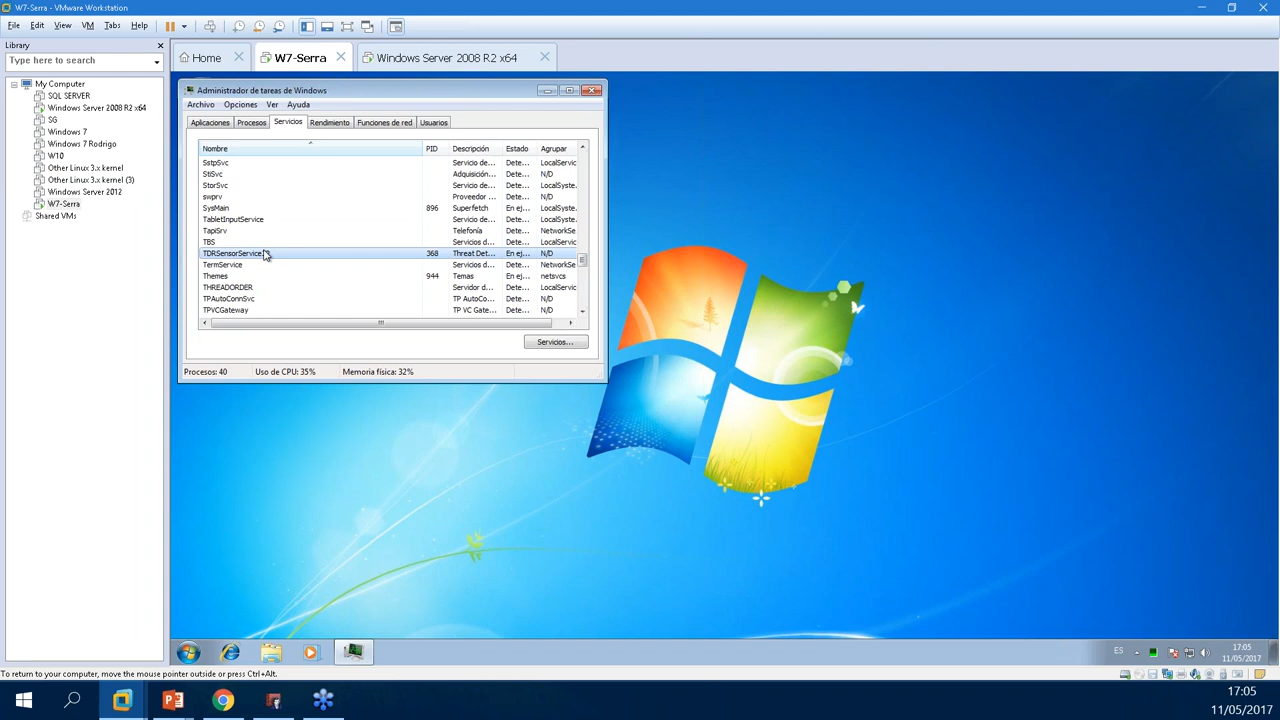 W7-Serra - VMware Workstation
File Edit View VM Tabs Help
Library
Type here to search
My Computer
SQL SERVER
Windows Server 2008 R2 x64
SG
Windows 7
Windows 7 Rodrigo
W10
Other Linux 3.x kernel
Other Linux 3.x kernel (3)
Windows Server 2012
W7-Serra
Shared VMs
Home W7-Serra Windows Server 2008 R2 x64
Administrador de tareas de Windows
Archivo Opciones Ver Ayuda
Aplicaciones Procesos Servicios Rendimiento Funciones de red Usuarios
Nombre PID Descripción Estado Agrupar
SstpSvc Servicio de... Dete... LocalServic
StiSvc Adquisición... Dete... N/D
StorSvc Servicio de... Dete... LocalSyste...
swprv Proveedor ... Dete... N/D
SysMain 896 Superfetch En ej... LocalSyste...
TabletInputService Servicio de... Dete... LocalSyste...
TapiSrv Telefonía Dete... NetworkSe
TBS Servicios d... Dete... LocalServic
TDRSensorService 368 Threat Det... En ej... N/D
TermService Servicios d... Dete... NetworkSe
Themes 944 Temas En ej... netsvcs
THREADORDER Servidor d... Dete... LocalServic
TPAutoConnSvc TP AutoCo... Dete... N/D
TPVCGateway TP VC Gate... Dete... N/D
Servicios...
Procesos: 40 Uso de CPU: 35% Memoria física: 32%
ES 17:05
11/05/2017
To return to your computer, move the mouse pointer outside or press Ctrl+Alt.
17:05
11/05/2017